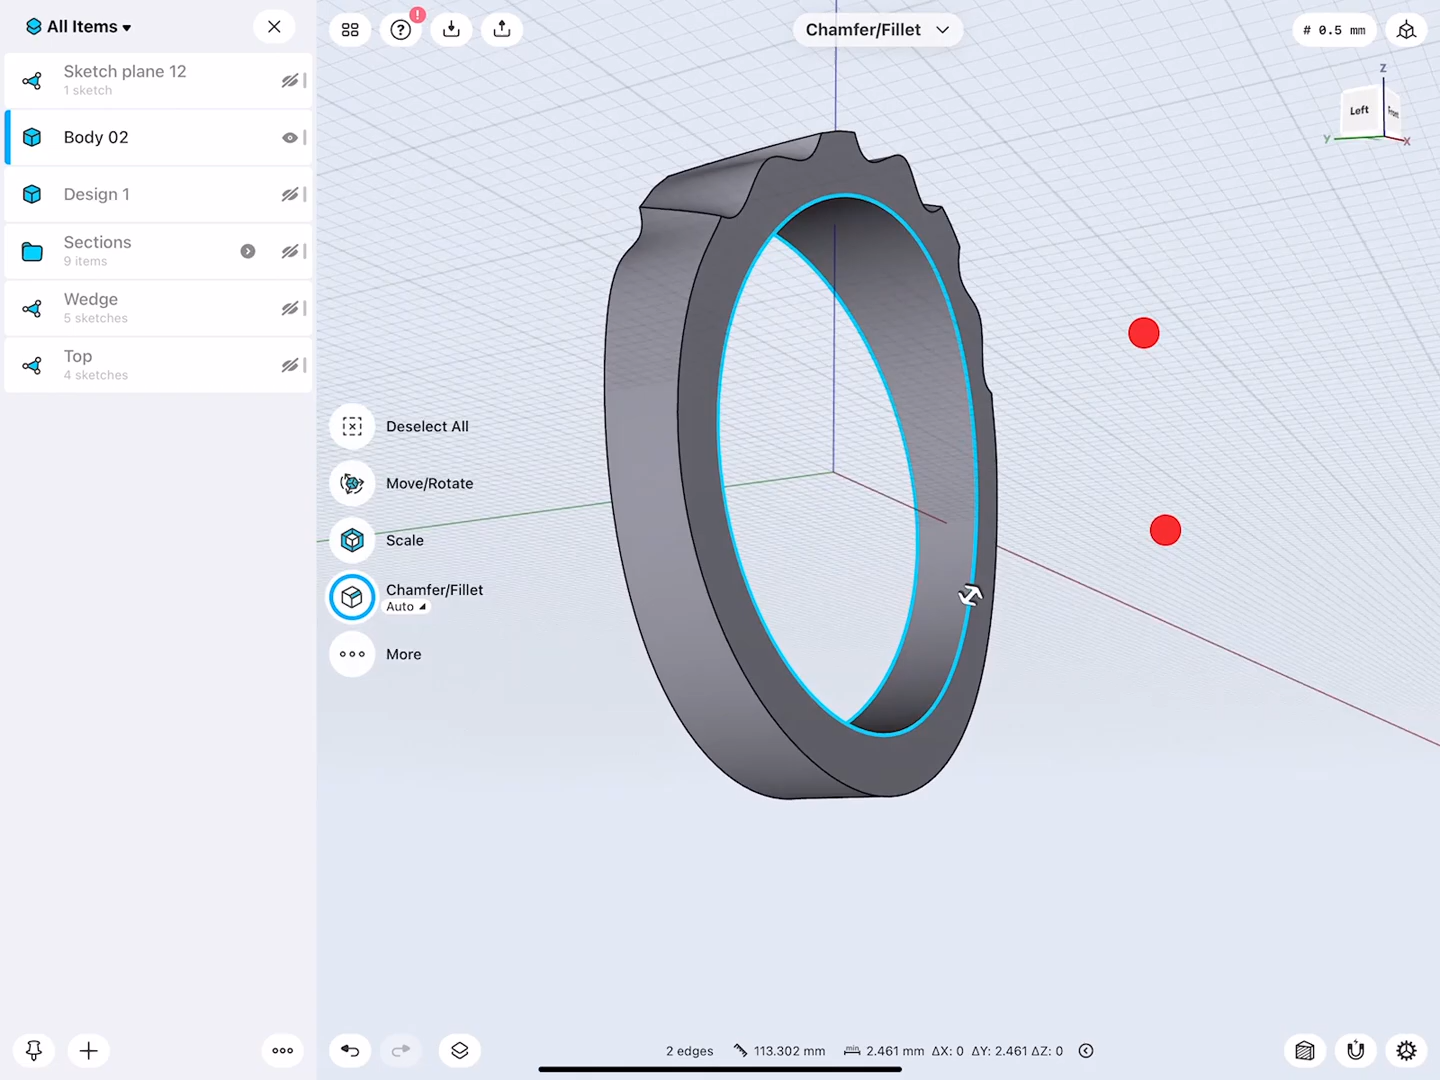 All Items
Sketch plane 12
1 sketch
Body 02
Design 1
Sections
9 items
Wedge
5 sketches
Top
4 sketches
?
!
Chamfer/Fillet
# 0.5 mm
Z
Left
Front
Y
X
Deselect All
Move/Rotate
Scale
Chamfer/Fillet
Auto
More
2 edges
113.302 mm
min
2.461 mm ΔX: 0 ΔY: 2.461 ΔZ: 0